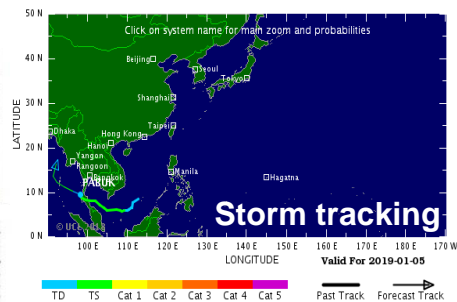 50 N
Click on system name for main zoom and probabilities
Beijing
Seoul
Tokyo
40 N
Shanghai
30 N
Taipei
Dhaka
Hong Kong
Hanoi
20 N
Yangon
Rangoon
Manila
Hagatna
Bangkok
PABUK
10 N
Storm tracking
0 N
LATITUDE
100 E
110 E
120 E
130 E
140 E
150 E
160 E
170 W
LONGITUDE
Valid For 2019-01-05
TD
TS
Cat 1
Cat 2
Cat 3
Cat 4
Cat 5
Past Track
Forecast Track